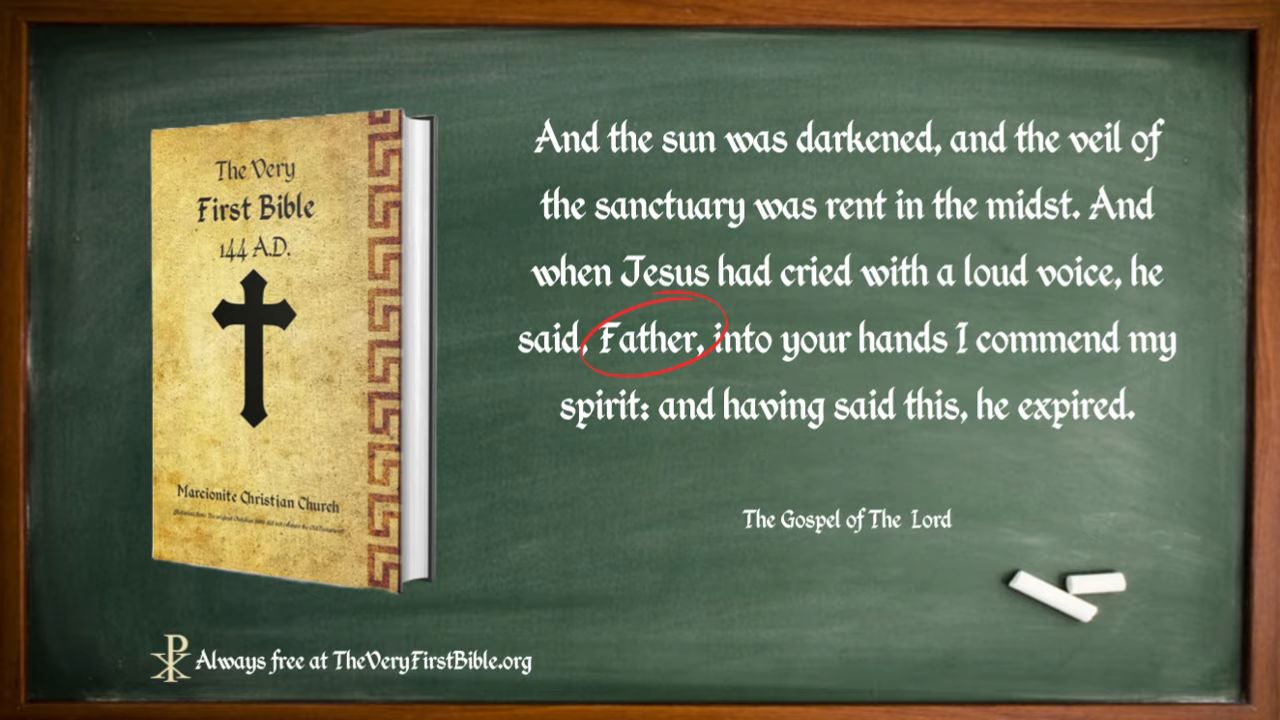 The Very
First Bible
144 A.D.
Marcionite Christian Church
And the sun was darkened, and the veil of
the sanctuary was rent in the midst. And
when Jesus had cried with a loud voice, he
said, Father, into your hands I commend my
spirit: and having said this, he expired.
The Gospel of The Lord
Always free at TheVeryFirstBible.org